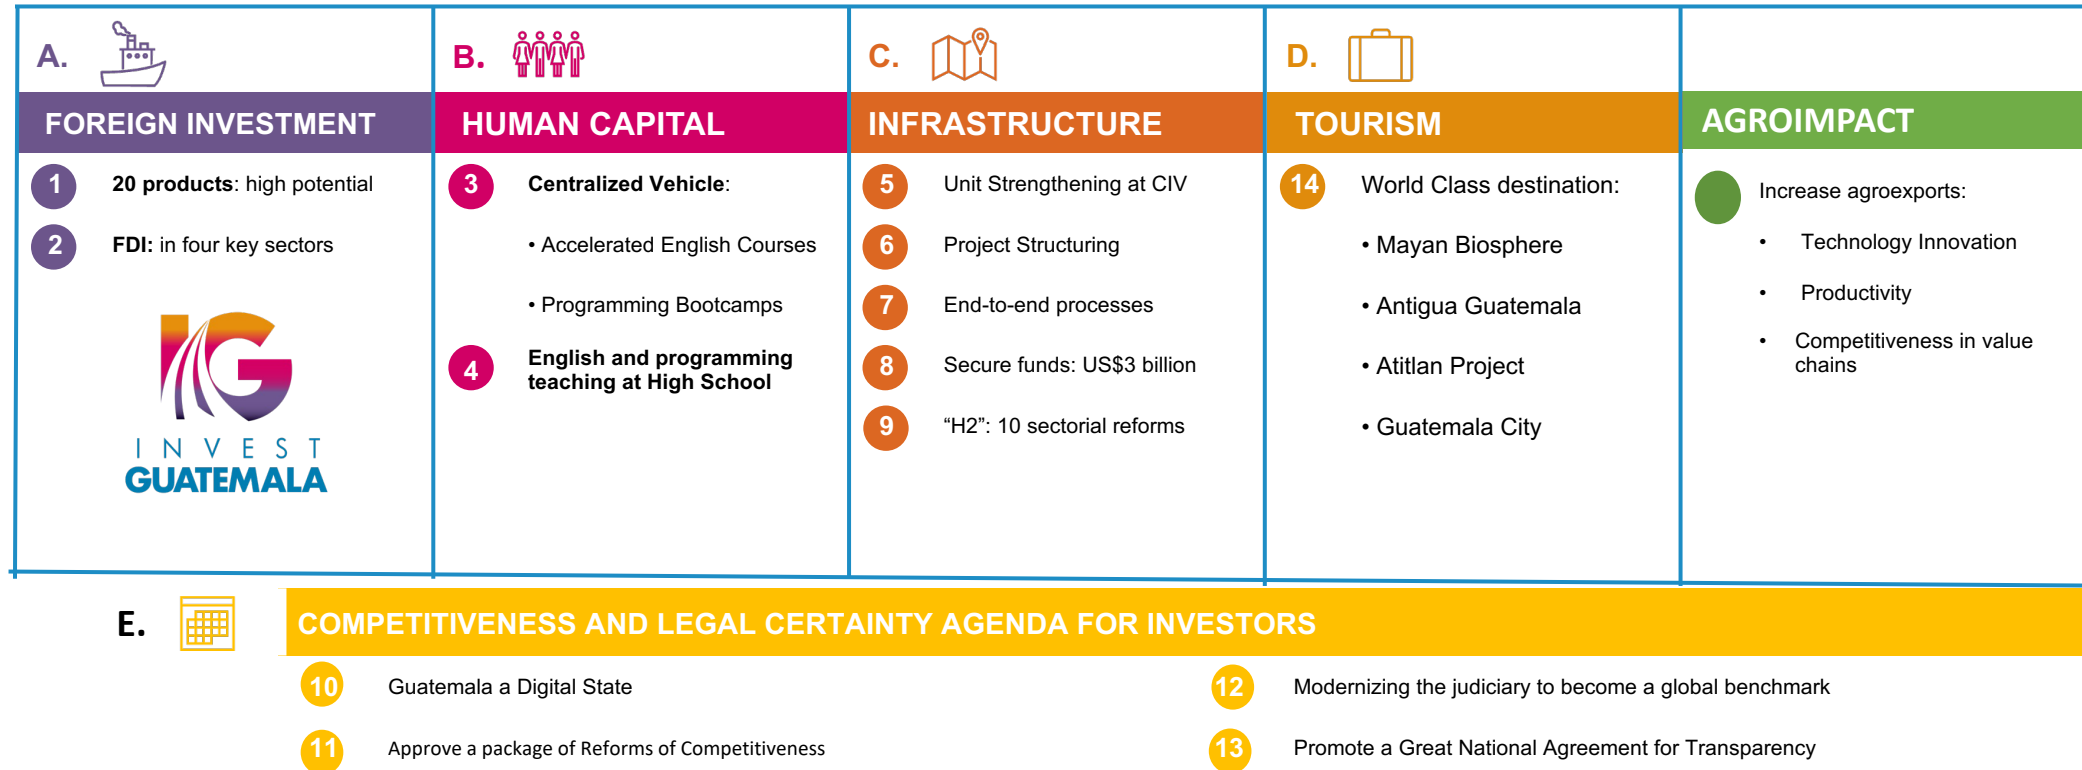 A.
FOREIGN INVESTMENT
1 20 products: high potential
2 FDI: in four key sectors
IG
INVEST
GUATEMALA
B.
HUMAN CAPITAL
3 Centralized Vehicle:
• Accelerated English Courses
• Programming Bootcamps
4 English and programming
teaching at High School
C.
INFRASTRUCTURE
5 Unit Strengthening at CIV
6 Project Structuring
7 End-to-end processes
8 Secure funds: US$3 billion
9 “H2”: 10 sectorial reforms
D.
TOURISM
14 World Class destination:
• Mayan Biosphere
• Antigua Guatemala
• Atitlan Project
• Guatemala City
AGROIMPACT
Increase agroexports:
• Technology Innovation
• Productivity
• Competitiveness in value
chains
E.
COMPETITIVENESS AND LEGAL CERTAINTY AGENDA FOR INVESTORS
10 Guatemala a Digital State
11 Approve a package of Reforms of Competitiveness
12 Modernizing the judiciary to become a global benchmark
13 Promote a Great National Agreement for Transparency